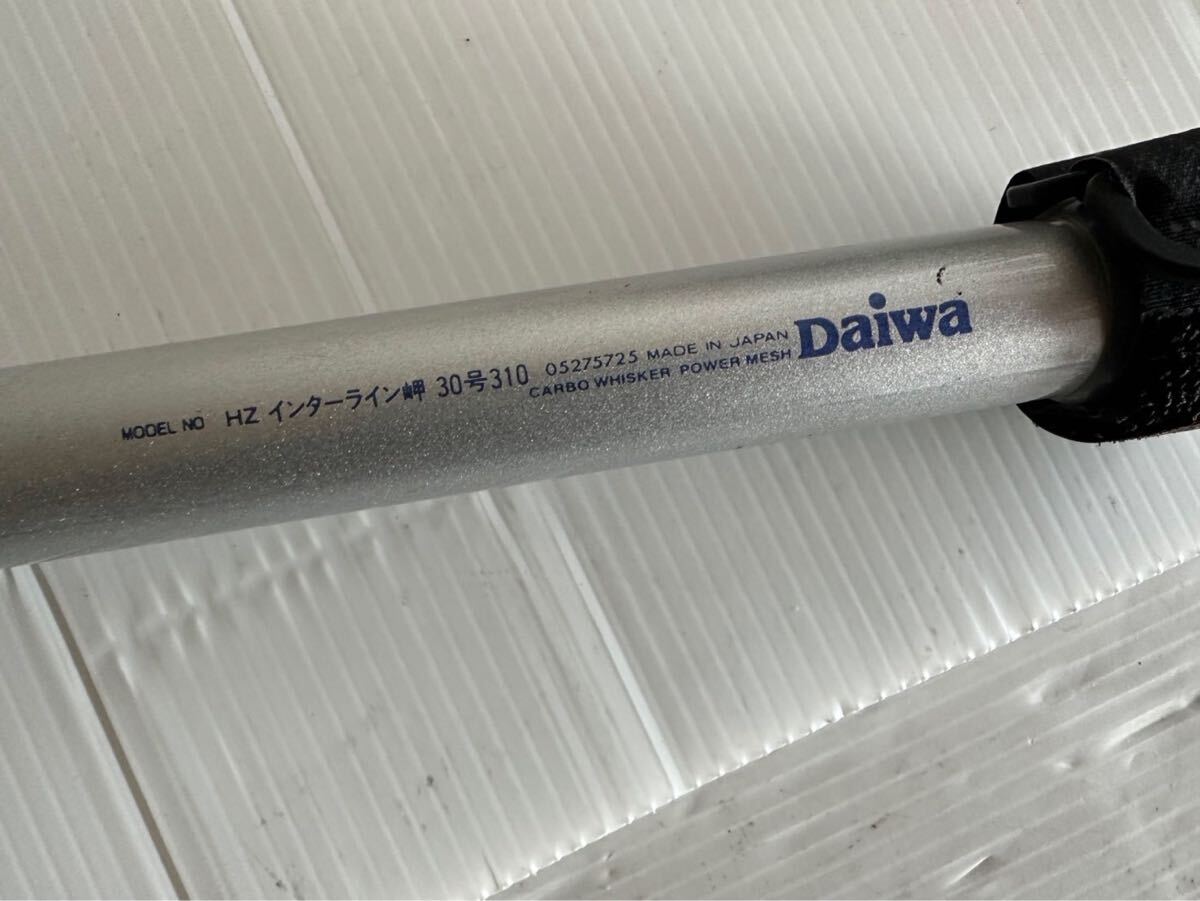 MODEL NO HZ インターライン岬 30号310 05275725 MADE IN JAPAN
CARBO WHISKER POWER MESH
Daiwa